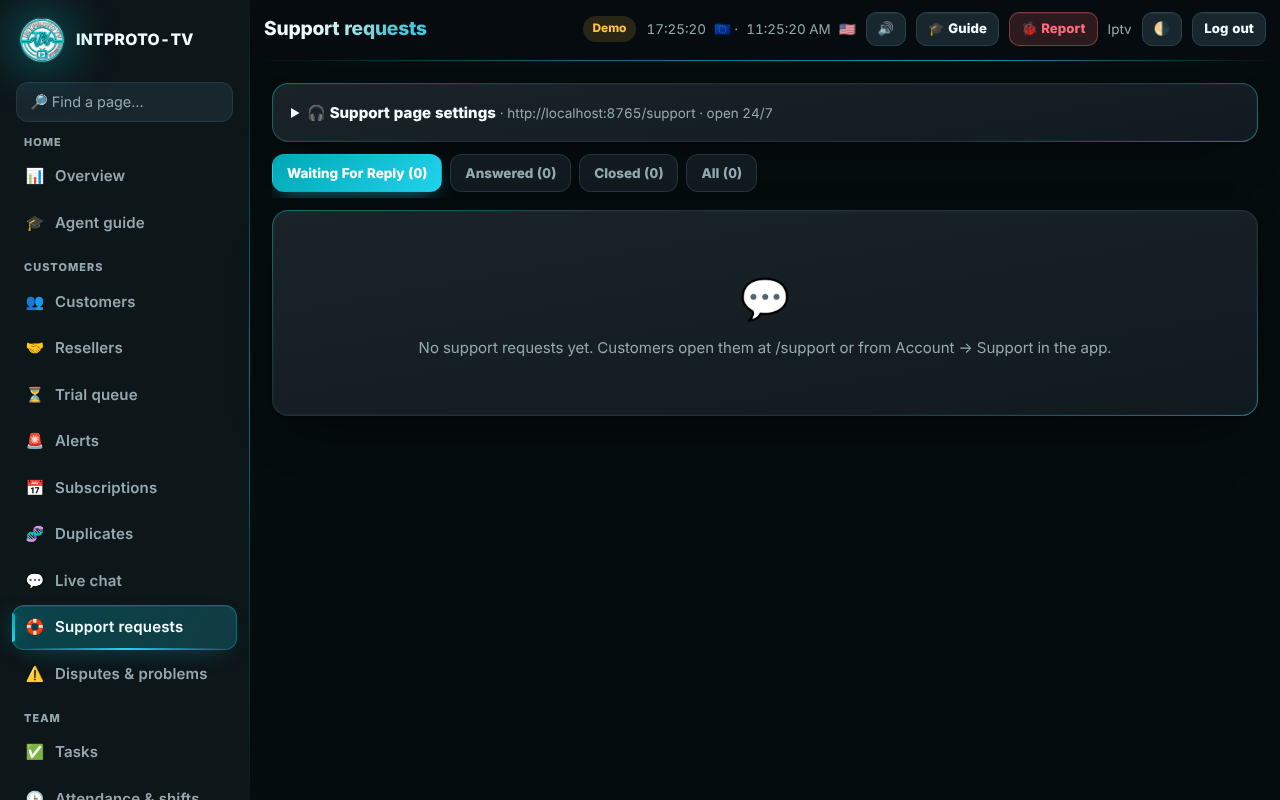 INTPROTO-TV
🔎 Find a page...
HOME
Overview
Agent guide
CUSTOMERS
Customers
Resellers
Trial queue
Alerts
Subscriptions
Duplicates
Live chat
Support requests
Disputes & problems
TEAM
Tasks
Attendance & shifts
Support requests
Demo
17:25:20 🇪🇺 · 11:25:20 AM 🇺🇸
Guide
Report
Iptv
Log out
Support page settings · http://localhost:8765/support · open 24/7
Waiting For Reply (0)
Answered (0)
Closed (0)
All (0)
No support requests yet. Customers open them at /support or from Account → Support in the app.